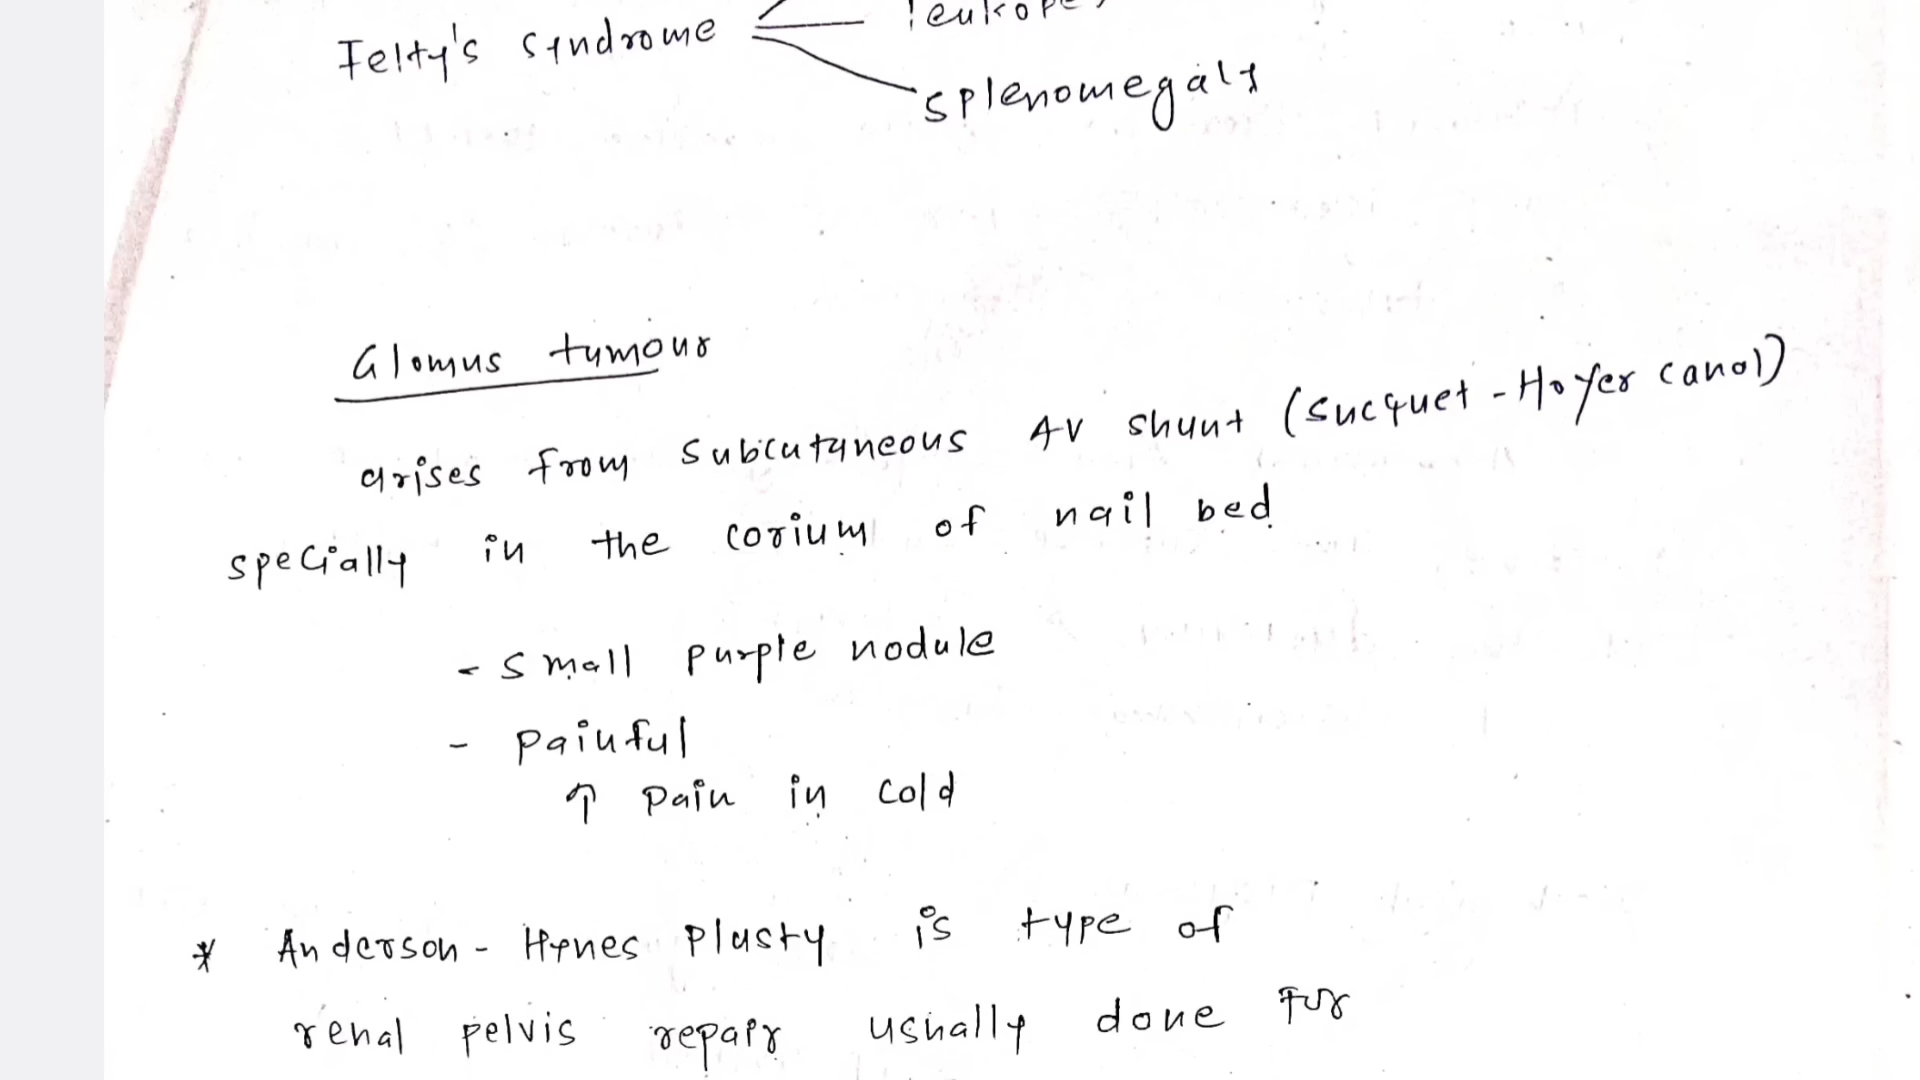 Felty's syndrome
splenomegaly
Glomus tumour
arises from subcutaneous AV shunt (Sucquet - Hoyer canal)
specially in the corium of nail bed
- small purple nodule
- painful
↑ pain in cold
* Anderson - Hynes Plasty is type of
renal pelvis repair usually done for